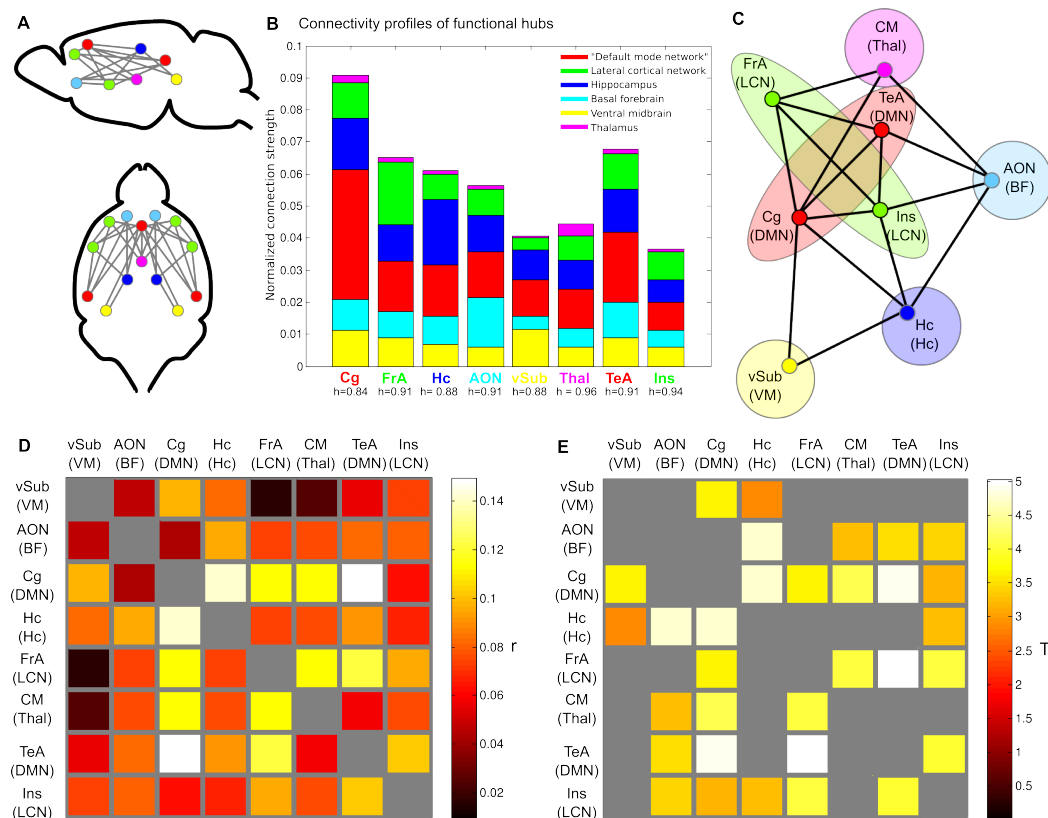 A
B Connectivity profiles of functional hubs
Normalized connection strength
0.1
0.09
0.08
0.07
0.06
0.05
0.04
0.03
0.02
0.01
0
"Default mode network"
Lateral cortical network
Hippocampus
Basal forebrain
Ventral midbrain
Thalamus
Cg FrA Hc AON vSub Thal TeA Ins
h=0.84 h=0.91 h= 0.88 h=0.91 h=0.88 h = 0.96 h=0.91 h=0.94
C
CM
(Thal)
FrA
(LCN)
TeA
(DMN)
AON
(BF)
Cg
(DMN)
Ins
(LCN)
Hc
(Hc)
vSub
(VM)
D
vSub AON Cg Hc FrA CM TeA Ins
(VM) (BF) (DMN) (Hc) (LCN) (Thal) (DMN) (LCN)
vSub
(VM)
AON
(BF)
Cg
(DMN)
Hc
(Hc)
FrA
(LCN)
CM
(Thal)
TeA
(DMN)
Ins
(LCN)
0.14
0.12
0.1
0.08
0.06
0.04
0.02
r
E
vSub AON Cg Hc FrA CM TeA Ins
(VM) (BF) (DMN) (Hc) (LCN) (Thal) (DMN) (LCN)
vSub
(VM)
AON
(BF)
Cg
(DMN)
Hc
(Hc)
FrA
(LCN)
CM
(Thal)
TeA
(DMN)
Ins
(LCN)
5
4.5
4
3.5
3
2.5
2
1.5
1
0.5
T